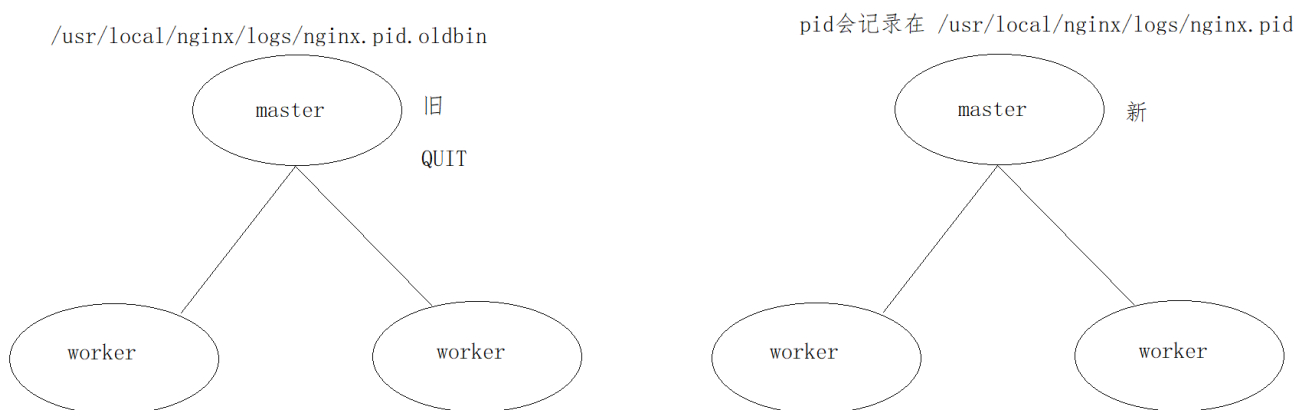 /usr/local/nginx/logs/nginx.pid.oldbin
pid会记录在 /usr/local/nginx/logs/nginx.pid
master
旧
QUIT
master
新
worker
worker
worker
worker